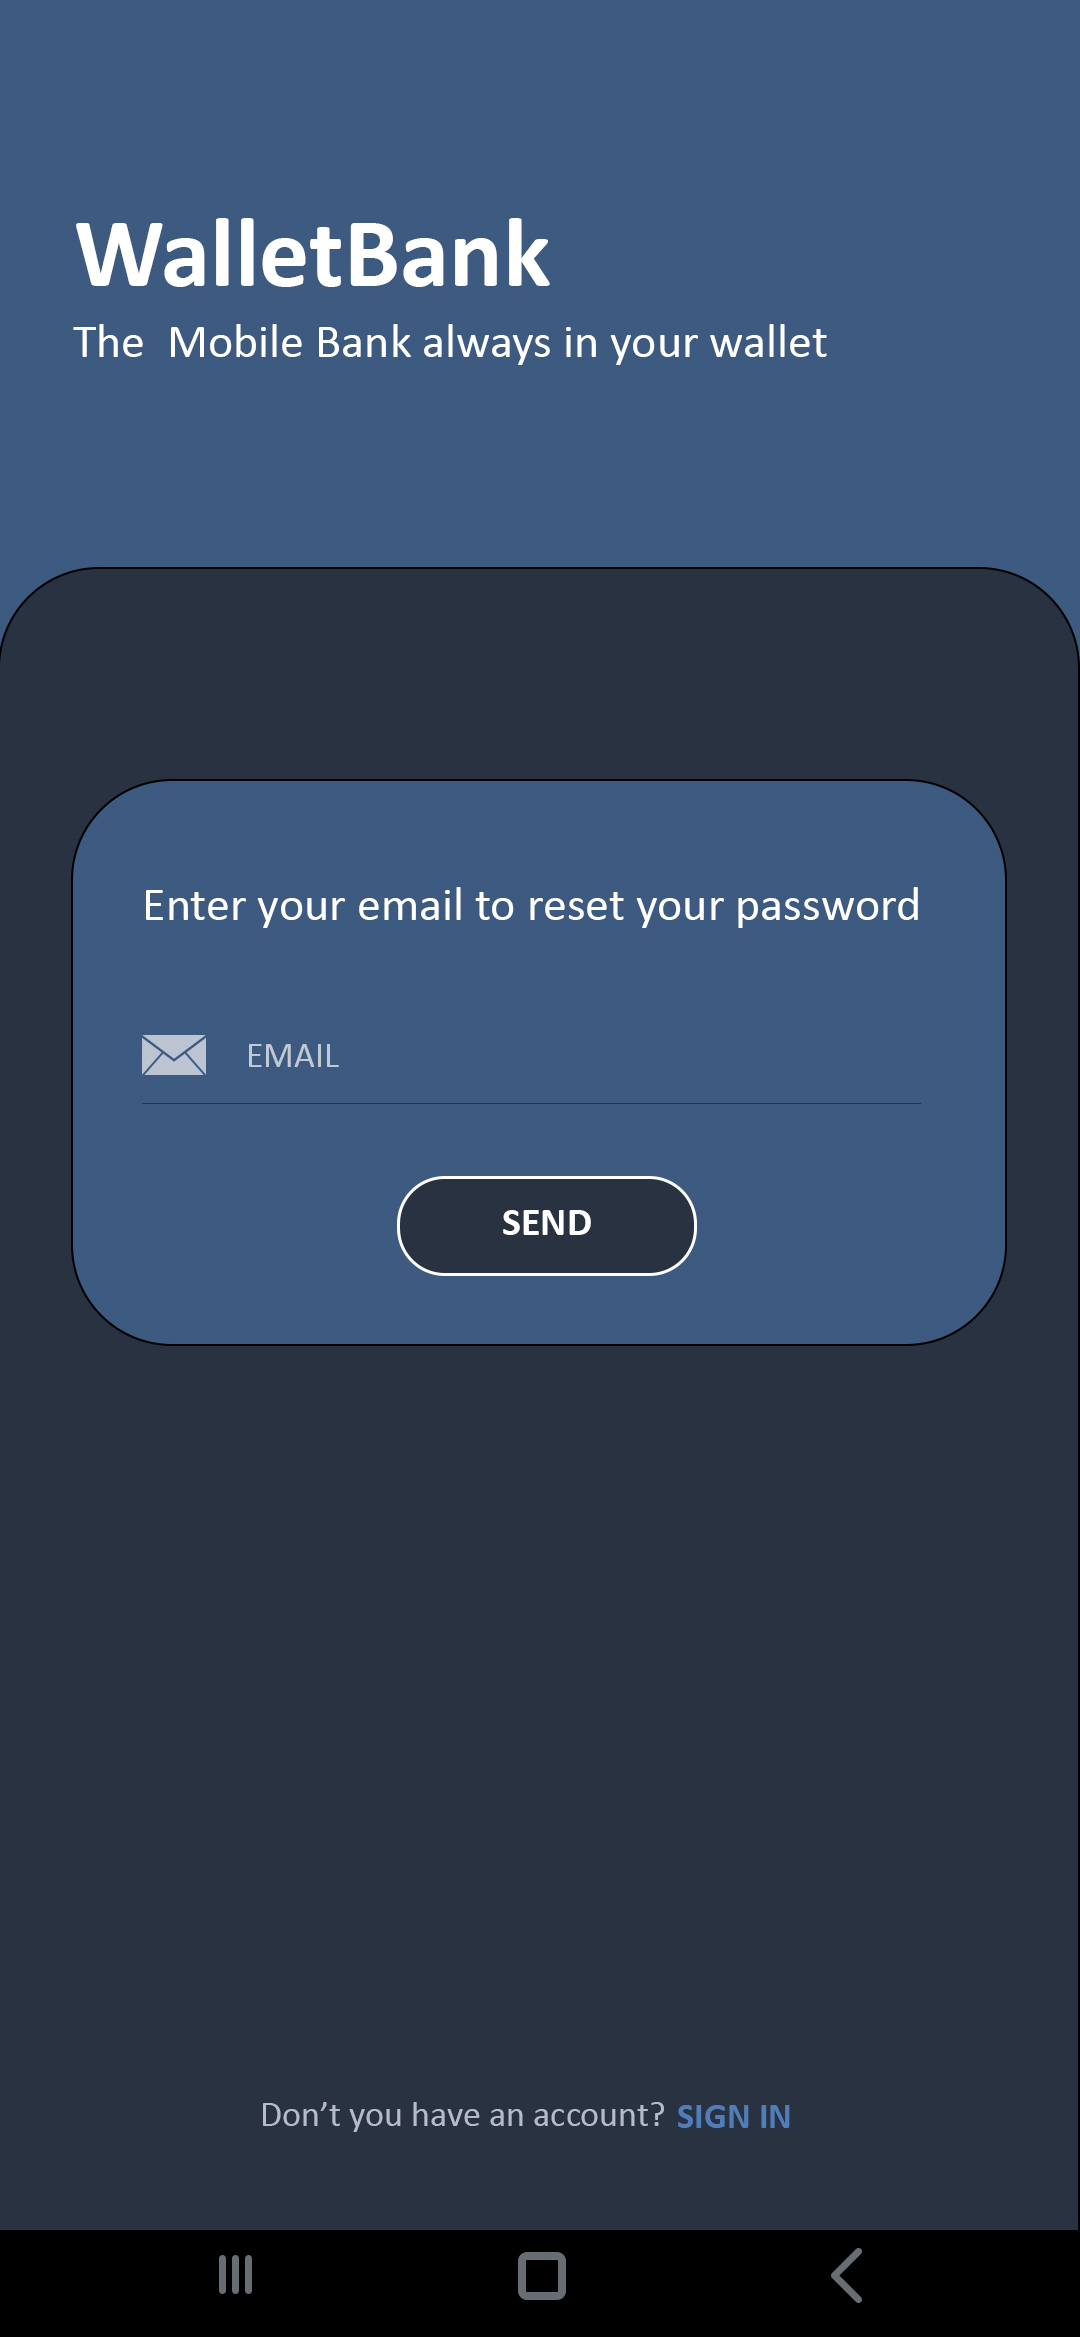 WalletBank
The  Mobile Bank always in your wallet
Enter your email to reset your password
EMAIL
SEND
Don’t you have an account? SIGN IN